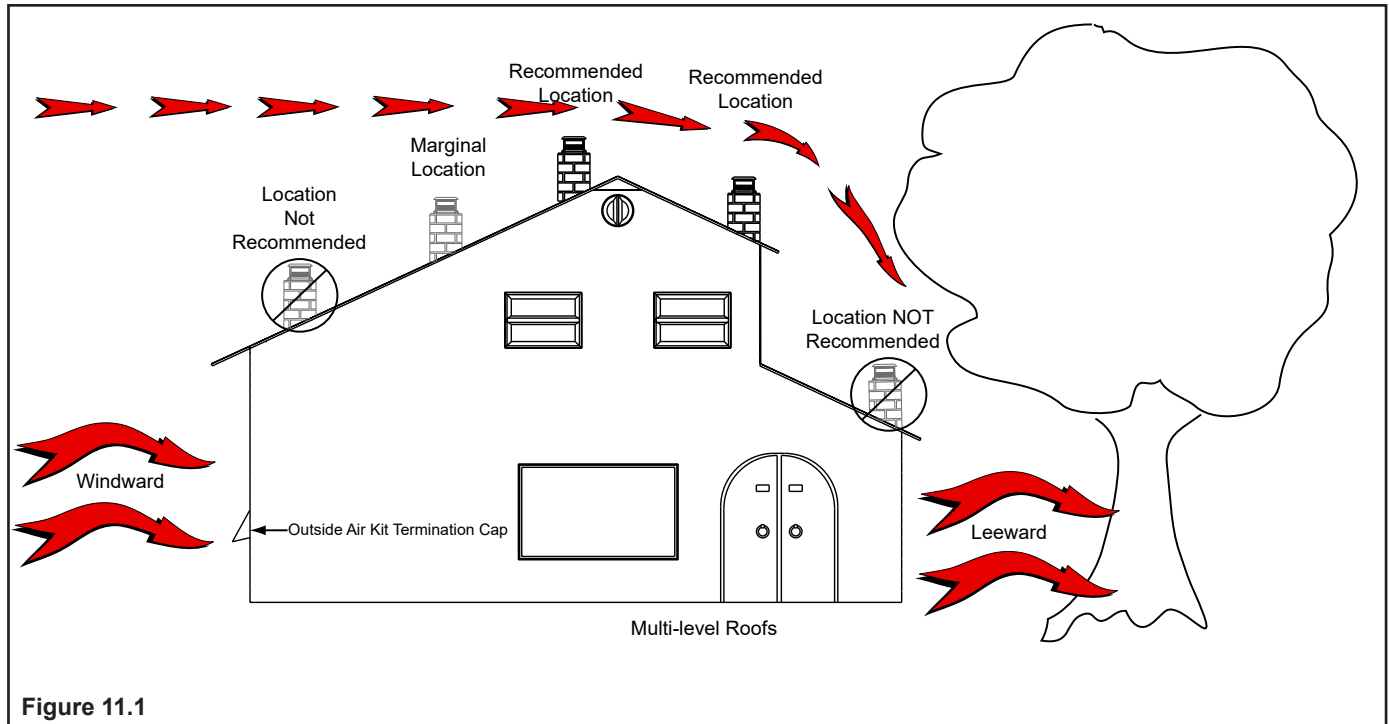 Recommended
Location
Recommended
Location
Marginal
Location
Location
Not
Recommended
Location NOT
Recommended
Windward
Outside Air Kit Termination Cap
Leeward
Multi-level Roofs
Figure 11.1